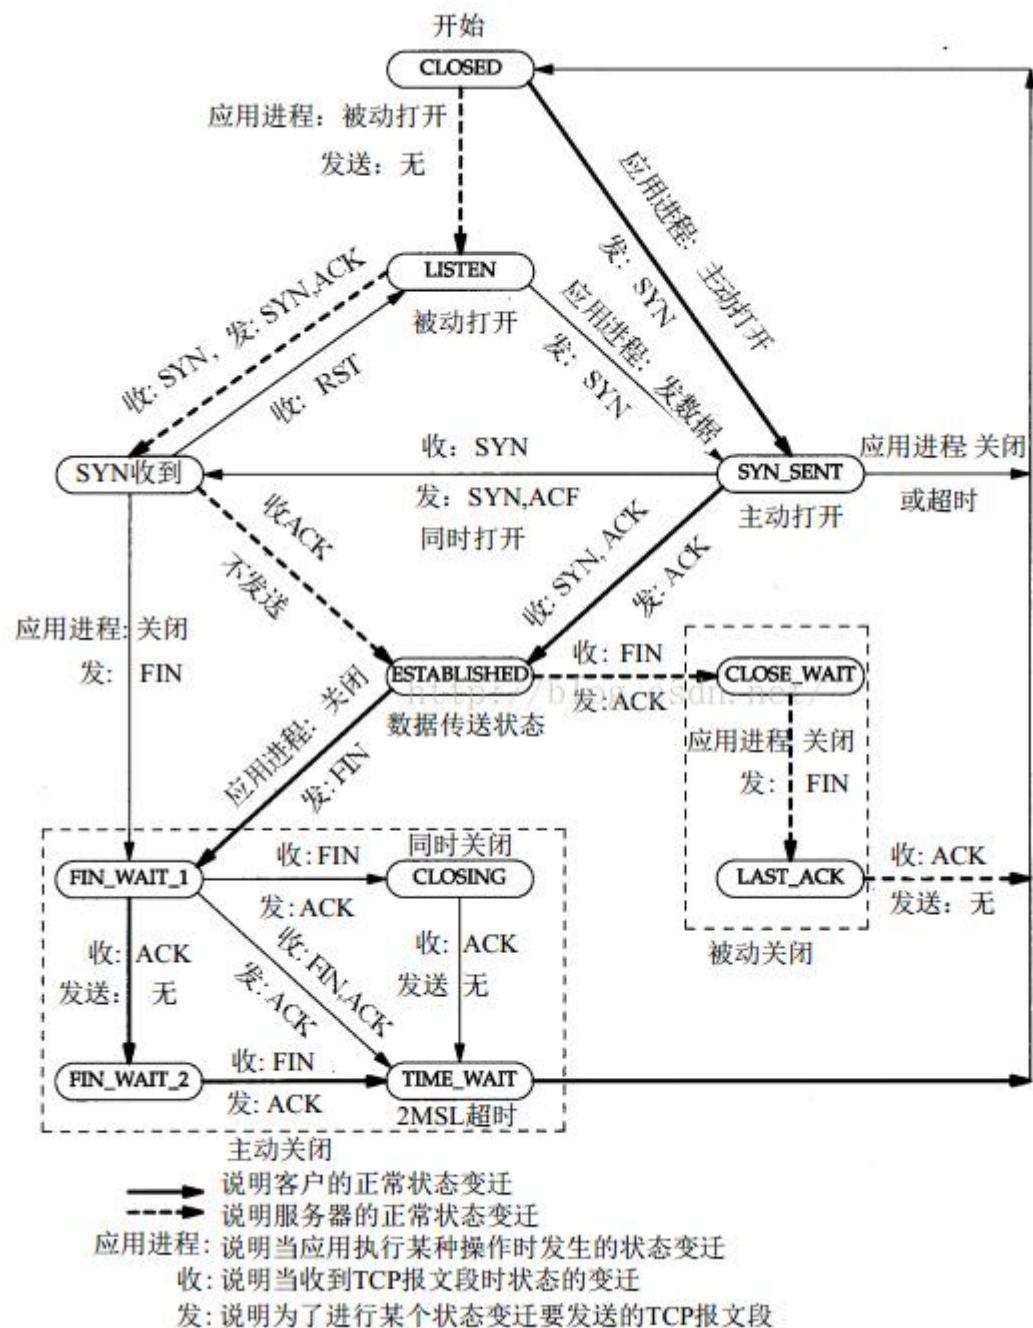 开始
CLOSED
应用进程: 被动打开
发送: 无
应用进程: 主动打开
发: SYN
LISTEN
被动打开
收: SYN, 发: SYN,ACK
收: RST
应用进程: 发数据
发: SYN
SYN收到
收: SYN
发: SYN,ACF
同时打开
SYN_SENT
主动打开
应用进程 关闭
或超时
收ACK
不发送
收: SYN, ACK
发: ACK
应用进程: 关闭
发: FIN
ESTABLISHED
数据传送状态
http://blog.csdn.net/
收: FIN
发: ACK
CLOSE_WAIT
应用进程 关闭
发: FIN
应用进程: 关闭
发: FIN
LAST_ACK
收: ACK
发送: 无
被动关闭
FIN_WAIT_1
收: FIN
发: ACK
同时关闭
CLOSING
收: ACK
发送: 无
收: FIN,ACK
发: ACK
收: ACK
发送 无
FIN_WAIT_2
收: FIN
发: ACK
TIME_WAIT
2MSL超时
主动关闭
说明客户的正常状态变迁
说明服务器的正常状态变迁
应用进程: 说明当应用执行某种操作时发生的状态变迁
收: 说明当收到TCP报文段时状态的变迁
发: 说明为了进行某个状态变迁要发送的TCP报文段